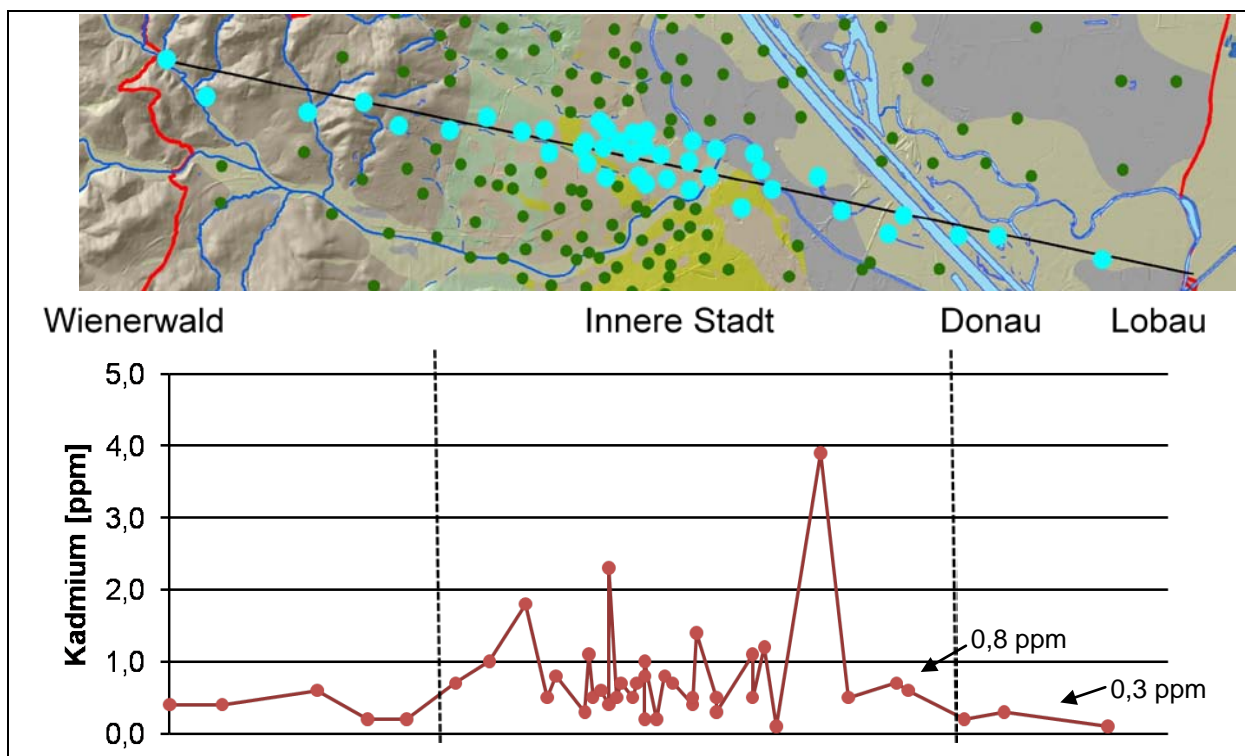 Wienerwald Innere Stadt Donau Lobau
5,0
4,0
3,0
2,0
1,0
0,0
Kadmium [ppm]
0,8 ppm
0,3 ppm